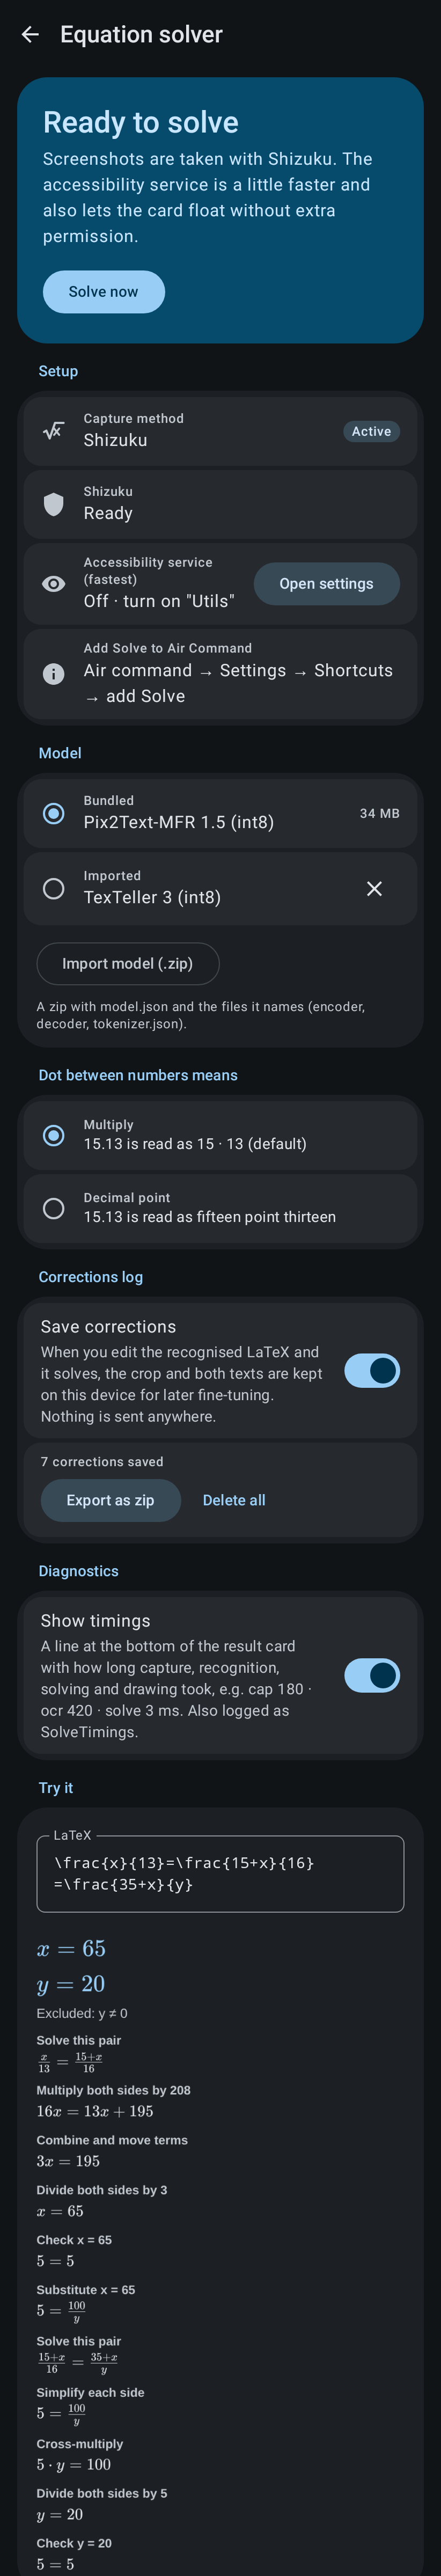 Equation solver
Ready to solve
Screenshots are taken with Shizuku. The
accessibility service is a little faster and
also lets the card float without extra
permission.
Solve now
Setup
Capture method
Shizuku
Active
Shizuku
Ready
Accessibility service
(fastest)
Off · turn on "Utils"
Open settings
Add Solve to Air Command
Air command → Settings → Shortcuts
→ add Solve
Model
Bundled
Pix2Text-MFR 1.5 (int8)
34 MB
Imported
TexTeller 3 (int8)
Import model (.zip)
A zip with model.json and the files it names (encoder,
decoder, tokenizer.json).
Dot between numbers means
Multiply
15.13 is read as 15 · 13 (default)
Decimal point
15.13 is read as fifteen point thirteen
Corrections log
Save corrections
When you edit the recognised LaTeX and
it solves, the crop and both texts are kept
on this device for later fine-tuning.
Nothing is sent anywhere.
7 corrections saved
Export as zip
Delete all
Diagnostics
Show timings
A line at the bottom of the result card
with how long capture, recognition,
solving and drawing took, e.g. cap 180 ·
ocr 420 · solve 3 ms. Also logged as
SolveTimings.
Try it
LaTeX
\frac{x}{13}=\frac{15+x}{16}
=\frac{35+x}{y}
x = 65
y = 20
Excluded: y ≠ 0
Solve this pair
x/13 = 15+x/16
Multiply both sides by 208
16x = 13x + 195
Combine and move terms
3x = 195
Divide both sides by 3
x = 65
Check x = 65
5 = 5
Substitute x = 65
5 = 100/y
Solve this pair
15+x/16 = 35+x/y
Simplify each side
5 = 100/y
Cross-multiply
5 · y = 100
Divide both sides by 5
y = 20
Check y = 20
5 = 5